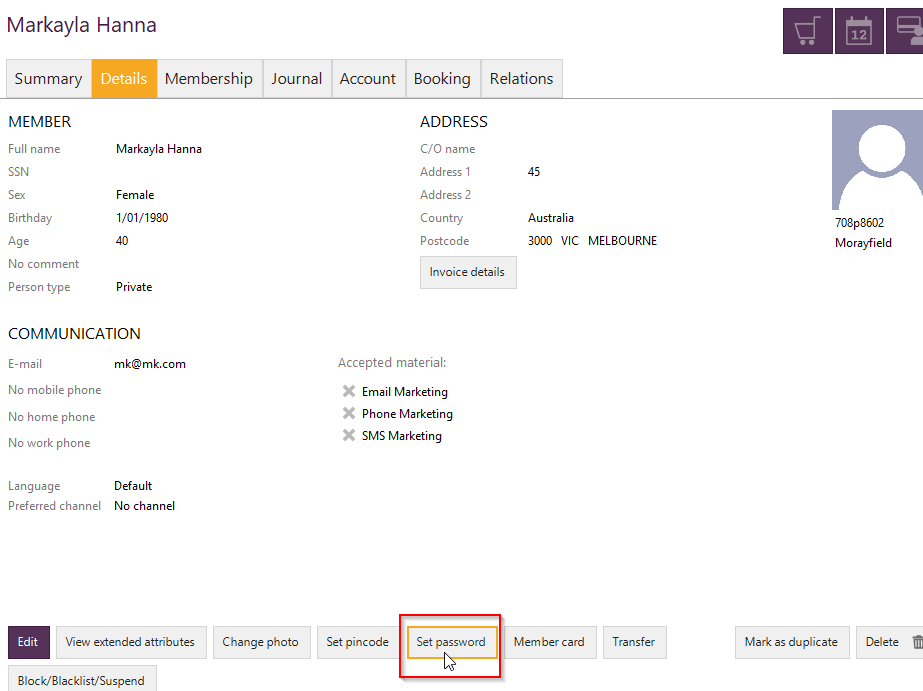 Markayla Hanna
12
Summary Details Membership Journal Account Booking Relations
MEMBER
Full name Markayla Hanna
SSN
Sex Female
Birthday 1/01/1980
Age 40
No comment
Person type Private
ADDRESS
C/O name
Address 1 45
Address 2
Country Australia
Postcode 3000 VIC MELBOURNE
Invoice details
708p8602
Morayfield
COMMUNICATION
E-mail mk@mk.com
No mobile phone
No home phone
No work phone
Accepted material:
Email Marketing
Phone Marketing
SMS Marketing
Language Default
Preferred channel No channel
Edit View extended attributes Change photo Set pincode Set password Member card Transfer Mark as duplicate Delete
Block/Blacklist/Suspend